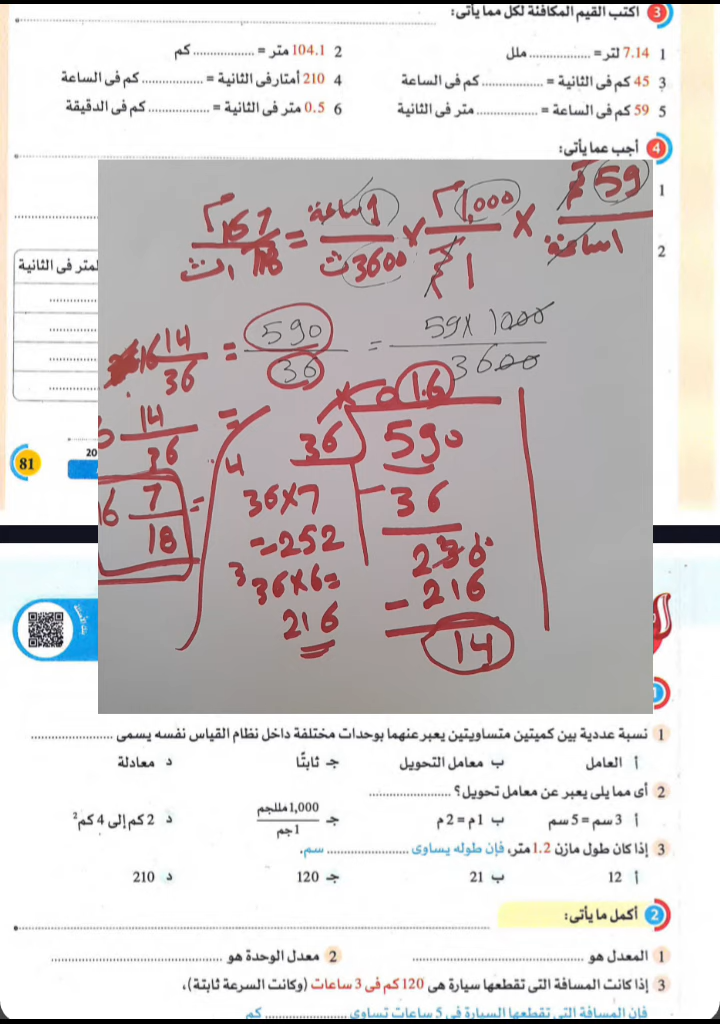 3 اكتب القيم المكافئة لكل مما يأتى:
1 7.14 لتر = ............ ملل
2 104.1 متر = ............ كم
3 45 كم فى الثانية = ............ كم فى الساعة
4 210 أمتار فى الثانية = ............ كم فى الساعة
5 59 كم فى الساعة = ............ متر فى الثانية
6 0.5 متر فى الثانية = ............ كم فى الدقيقة
4 أجب عما يأتى:
1
2
لمتر فى الثانية
59 كم / 1 ساعة × 1,000 م / 1 كم × 1 ساعة / 3600 ث =
59 × 1000 / 3600 = 590 / 36 = 16 14/36
14/36 =
= 7/18
1.6
36 590
36
36×7
=252
230
36×6=
- 216
216
14
20
81
1
1 نسبة عددية بين كميتين متساويتين يعبر عنهما بوحدات مختلفة داخل نظام القياس نفسه يسمى ............
أ العامل ب معامل التحويل جـ ثابتًا د معادلة
2 أى مما يلى يعبر عن معامل تحويل؟ ............
أ 3 سم = 5 سم ب 1م = 2 م جـ 1,000 مللجم / 1 جم د 2 كم إلى 4 كم²
3 إذا كان طول مازن 1.2 متر، فإن طوله يساوى ............ سم.
أ 12 ب 21 جـ 120 د 210
2 أكمل ما يأتى:
1 المعدل هو ............
2 معدل الوحدة هو ............
3 إذا كانت المسافة التى تقطعها سيارة هى 120 كم فى 3 ساعات (وكانت السرعة ثابتة)،
فإن المسافة التى تقطعها السيارة فى 5 ساعات تساوى ............ كم